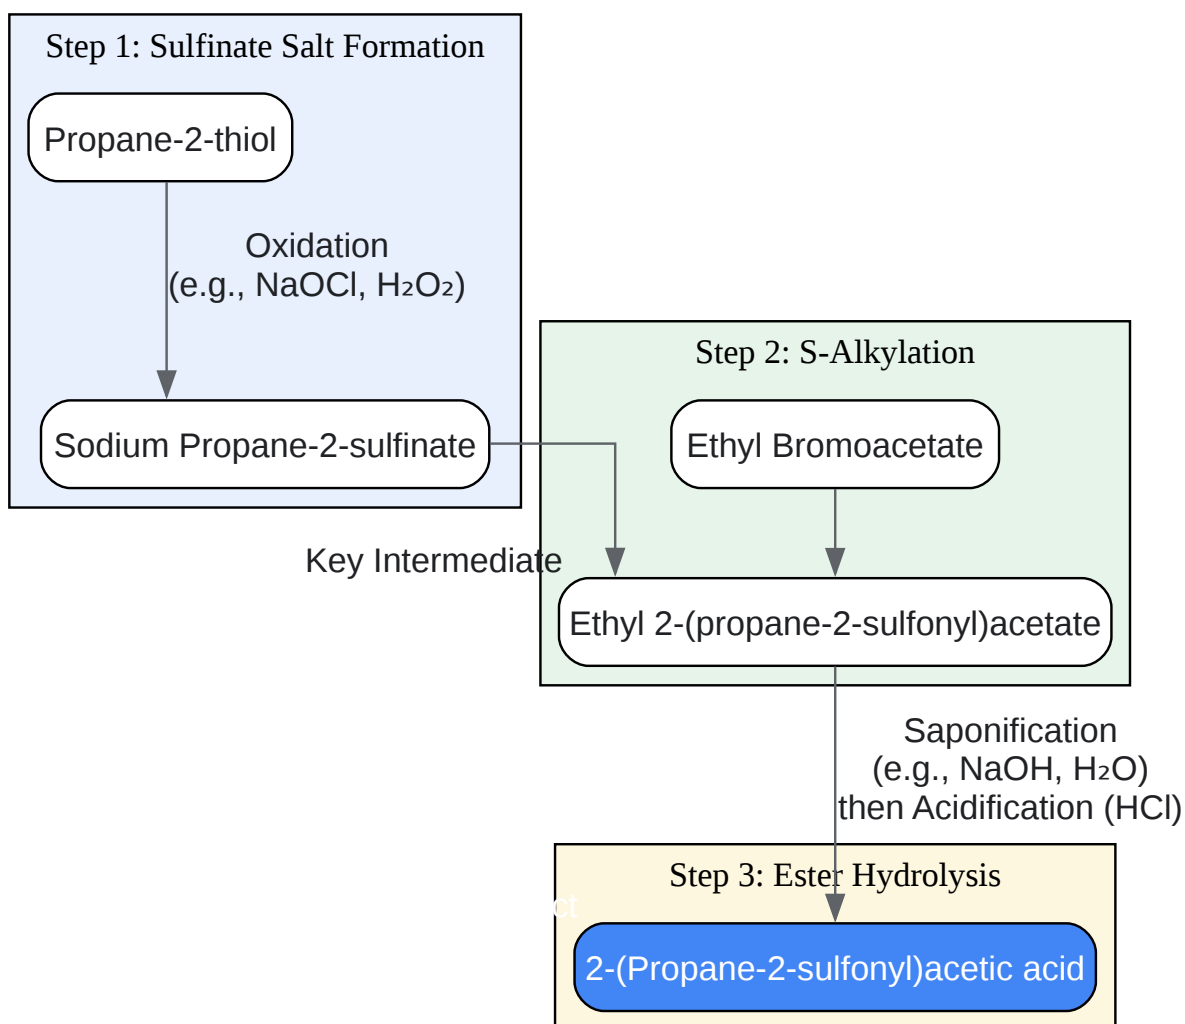 Step 1: Sulfinate Salt Formation
Propane-2-thiol
Oxidation
(e.g., NaOCl, H₂O₂)
Sodium Propane-2-sulfinate
Key Intermediate
Step 2: S-Alkylation
Ethyl Bromoacetate
Ethyl 2-(propane-2-sulfonyl)acetate
Saponification
(e.g., NaOH, H₂O)
then Acidification (HCl)
Step 3: Ester Hydrolysis
2-(Propane-2-sulfonyl)acetic acid